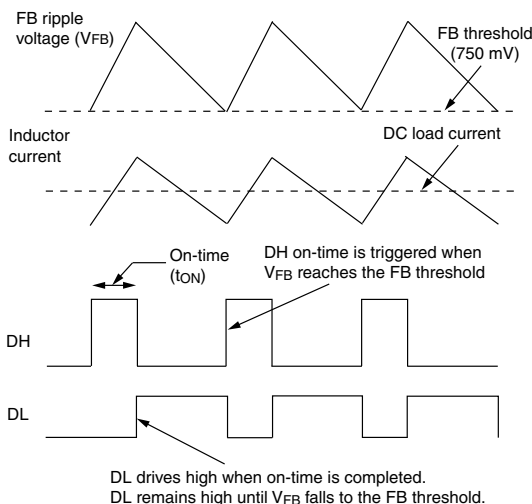 FB ripple
voltage (VFB)
FB threshold
(750 mV)
Inductor
current
DC load current
On-time
(tON)
DH on-time is triggered when
VFB reaches the FB threshold
DH
DL
DL drives high when on-time is completed.
DL remains high until VFB falls to the FB threshold.